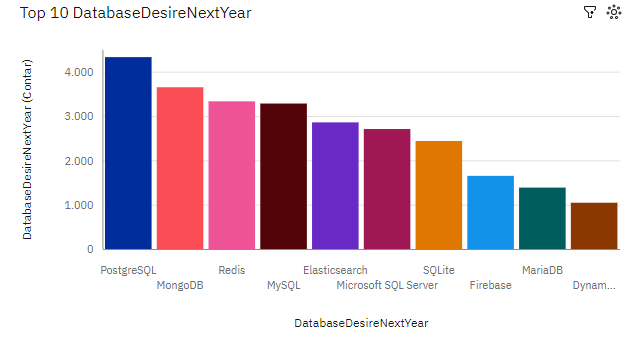 Top 10 DatabaseDesireNextYear
DatabaseDesireNextYear (Contar)
4.000
3.000
2.000
1.000
0
PostgreSQL
MongoDB
Redis
MySQL
Elasticsearch
Microsoft SQL Server
SQLite
Firebase
MariaDB
Dynam...
DatabaseDesireNextYear